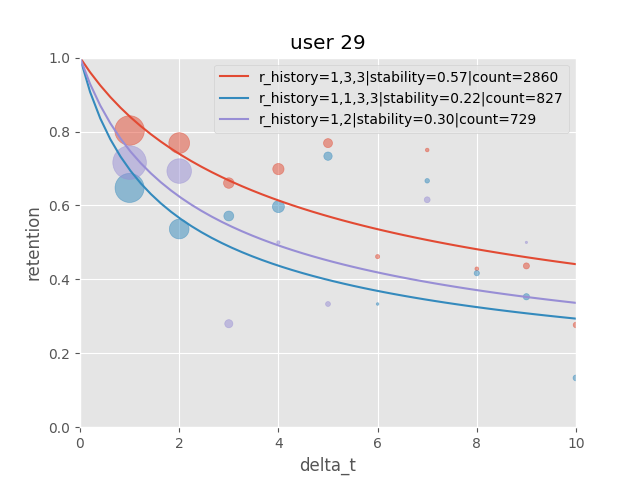 user 29
r_history=1,3,3|stability=0.57|count=2860
r_history=1,1,3,3|stability=0.22|count=827
r_history=1,2|stability=0.30|count=729
retention
1.0
0.8
0.6
0.4
0.2
0.0
0 2 4 6 8 10
delta_t